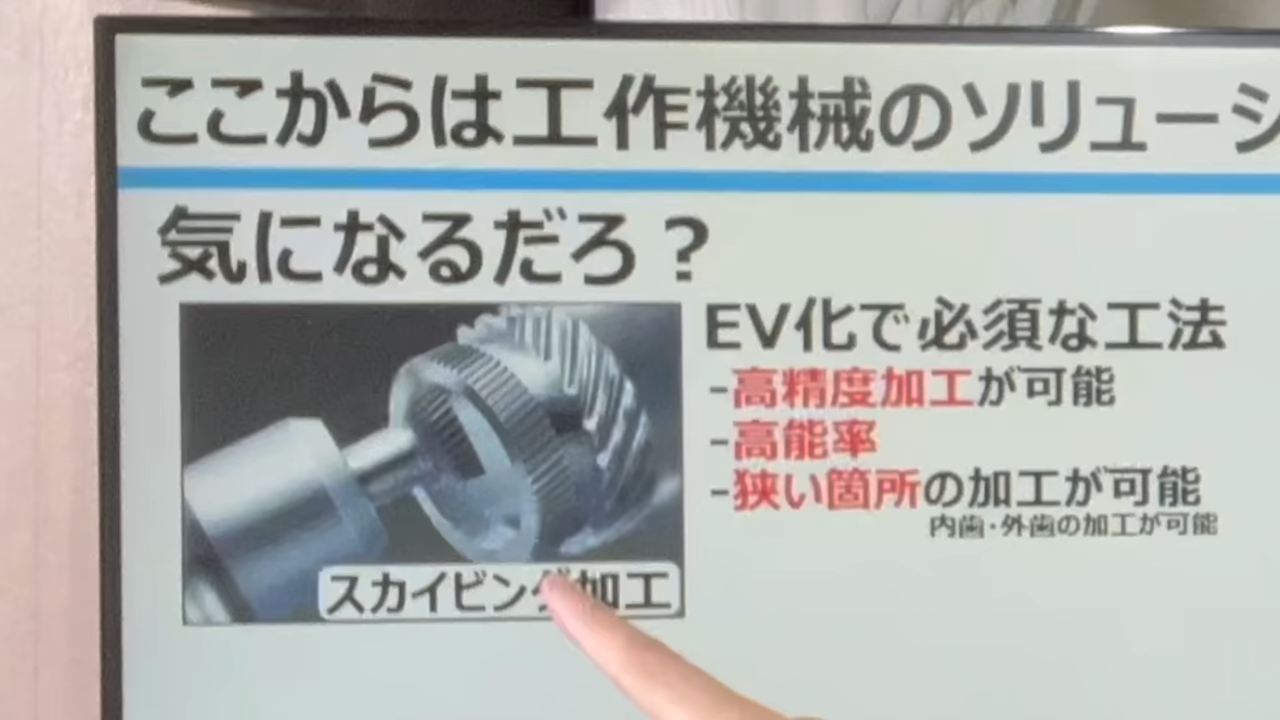 ここからは工作機械のソリューシ
気になるだろ？
EV化で必須な工法
-高精度加工が可能
-高能率
-狭い箇所の加工が可能
内歯・外歯の加工が可能
スカイビング加工